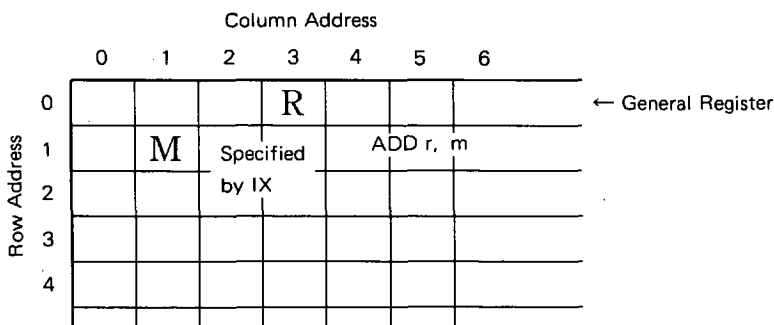 Column Address
0 1 2 3 4 5 6
0 R ← General Register
1 M Specified ADD r, m
by IX
2
3
4
Row Address